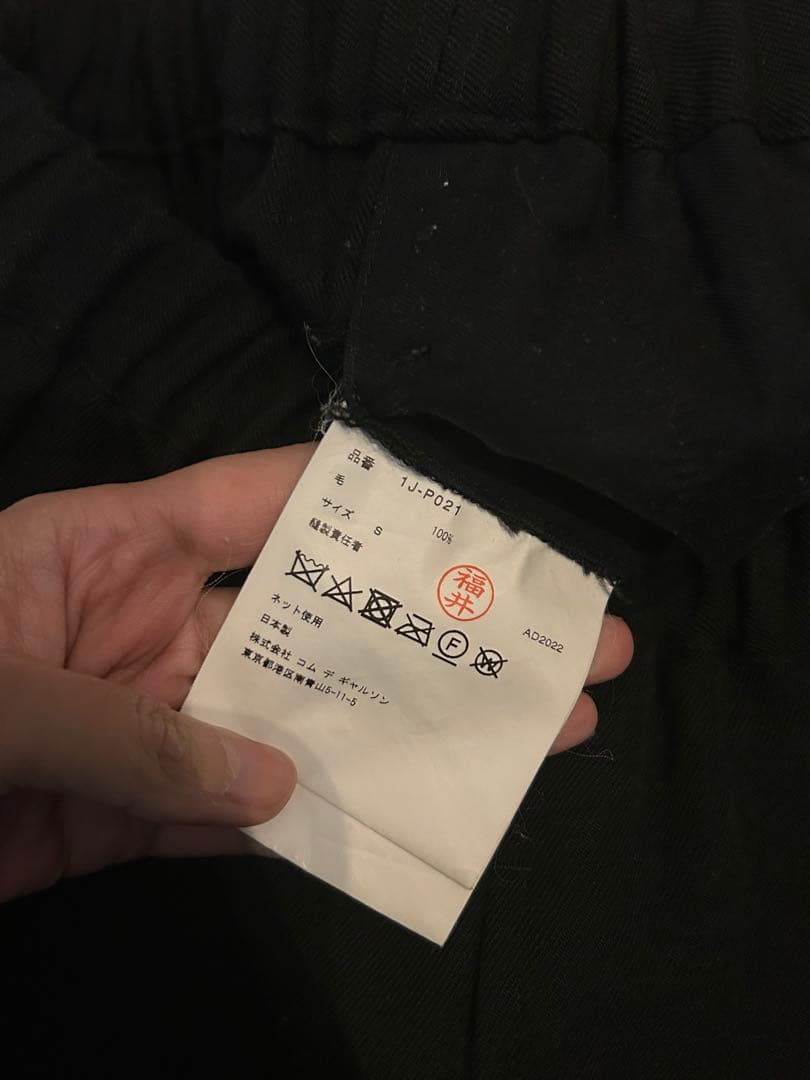 品番 1J-P021
毛 100%
サイズ S
縫製責任者
福井
F
W
AD2022
ネット使用
日本製
株式会社 コム デ ギャルソン
東京都港区南青山5-11-5